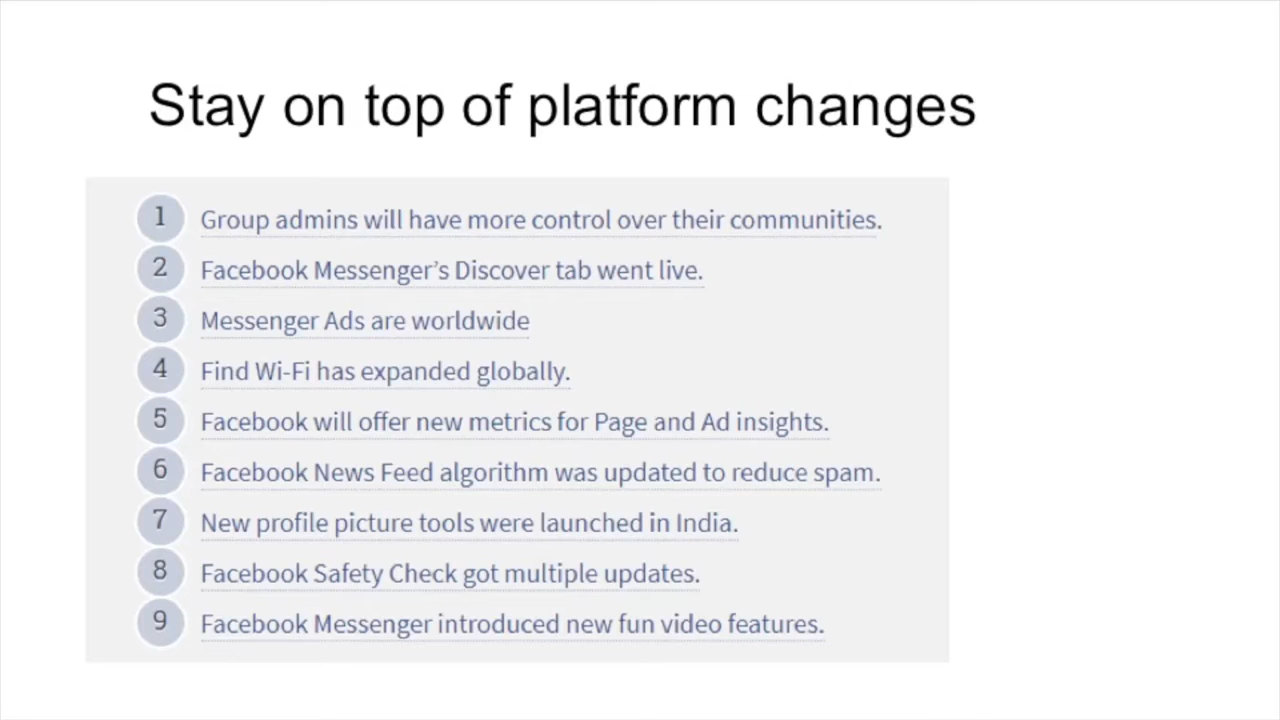 Stay on top of platform changes
1 Group admins will have more control over their communities.
2 Facebook Messenger’s Discover tab went live.
3 Messenger Ads are worldwide
4 Find Wi-Fi has expanded globally.
5 Facebook will offer new metrics for Page and Ad insights.
6 Facebook News Feed algorithm was updated to reduce spam.
7 New profile picture tools were launched in India.
8 Facebook Safety Check got multiple updates.
9 Facebook Messenger introduced new fun video features.